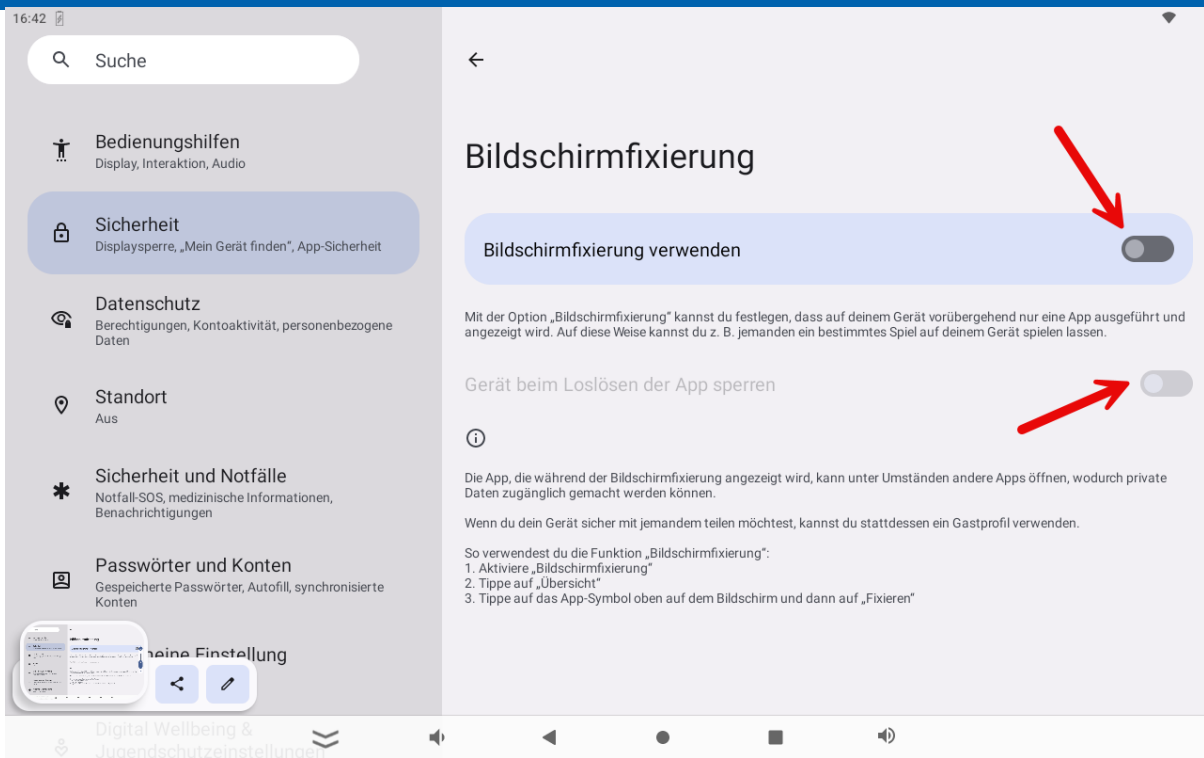 16:42
Suche
Bedienungshilfen
Display, Interaktion, Audio
Sicherheit
Displaysperre, „Mein Gerät finden“, App-Sicherheit
Datenschutz
Berechtigungen, Kontoaktivität, personenbezogene
Daten
Standort
Aus
Sicherheit und Notfälle
Notfall-SOS, medizinische Informationen,
Benachrichtigungen
Passwörter und Konten
Gespeicherte Passwörter, Autofill, synchronisierte
Konten
eine Einstellung
Digital Wellbeing &
Jugendschutzeinstellungen
Bildschirmfixierung
Bildschirmfixierung verwenden
Mit der Option „Bildschirmfixierung“ kannst du festlegen, dass auf deinem Gerät vorübergehend nur eine App ausgeführt und
angezeigt wird. Auf diese Weise kannst du z. B. jemanden ein bestimmtes Spiel auf deinem Gerät spielen lassen.
Gerät beim Loslösen der App sperren
Die App, die während der Bildschirmfixierung angezeigt wird, kann unter Umständen andere Apps öffnen, wodurch private
Daten zugänglich gemacht werden können.
Wenn du dein Gerät sicher mit jemandem teilen möchtest, kannst du stattdessen ein Gastprofil verwenden.
So verwendest du die Funktion „Bildschirmfixierung“:
1. Aktiviere „Bildschirmfixierung“
2. Tippe auf „Übersicht“
3. Tippe auf das App-Symbol oben auf dem Bildschirm und dann auf „Fixieren“